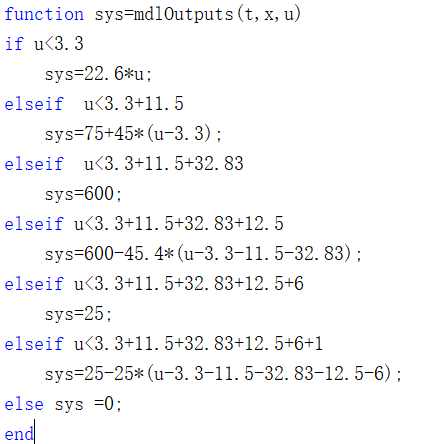 function sys=mdlOutputs(t,x,u)
if u<3.3
    sys=22.6*u;
elseif  u<3.3+11.5
    sys=75+45*(u-3.3);
elseif  u<3.3+11.5+32.83
    sys=600;
elseif u<3.3+11.5+32.83+12.5
    sys=600-45.4*(u-3.3-11.5-32.83);
elseif u<3.3+11.5+32.83+12.5+6
    sys=25;
elseif u<3.3+11.5+32.83+12.5+6+1
    sys=25-25*(u-3.3-11.5-32.83-12.5-6);
else sys =0;
end